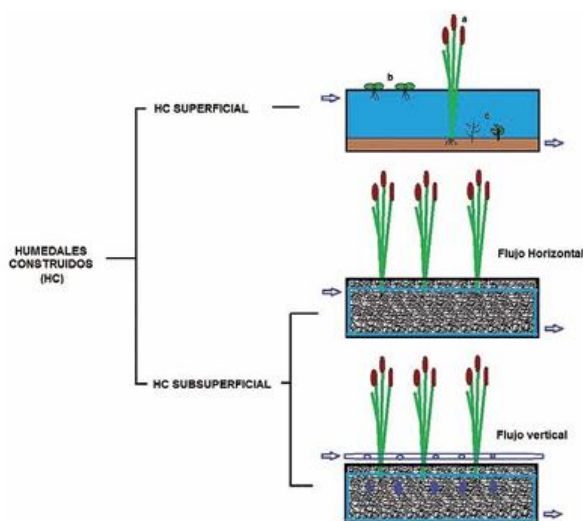 a
b
c
HC SUPERFICIAL
HUMEDALES
CONSTRUIDOS
(HC)
Flujo Horizontal
HC SUBSUPERFICIAL
Flujo vertical